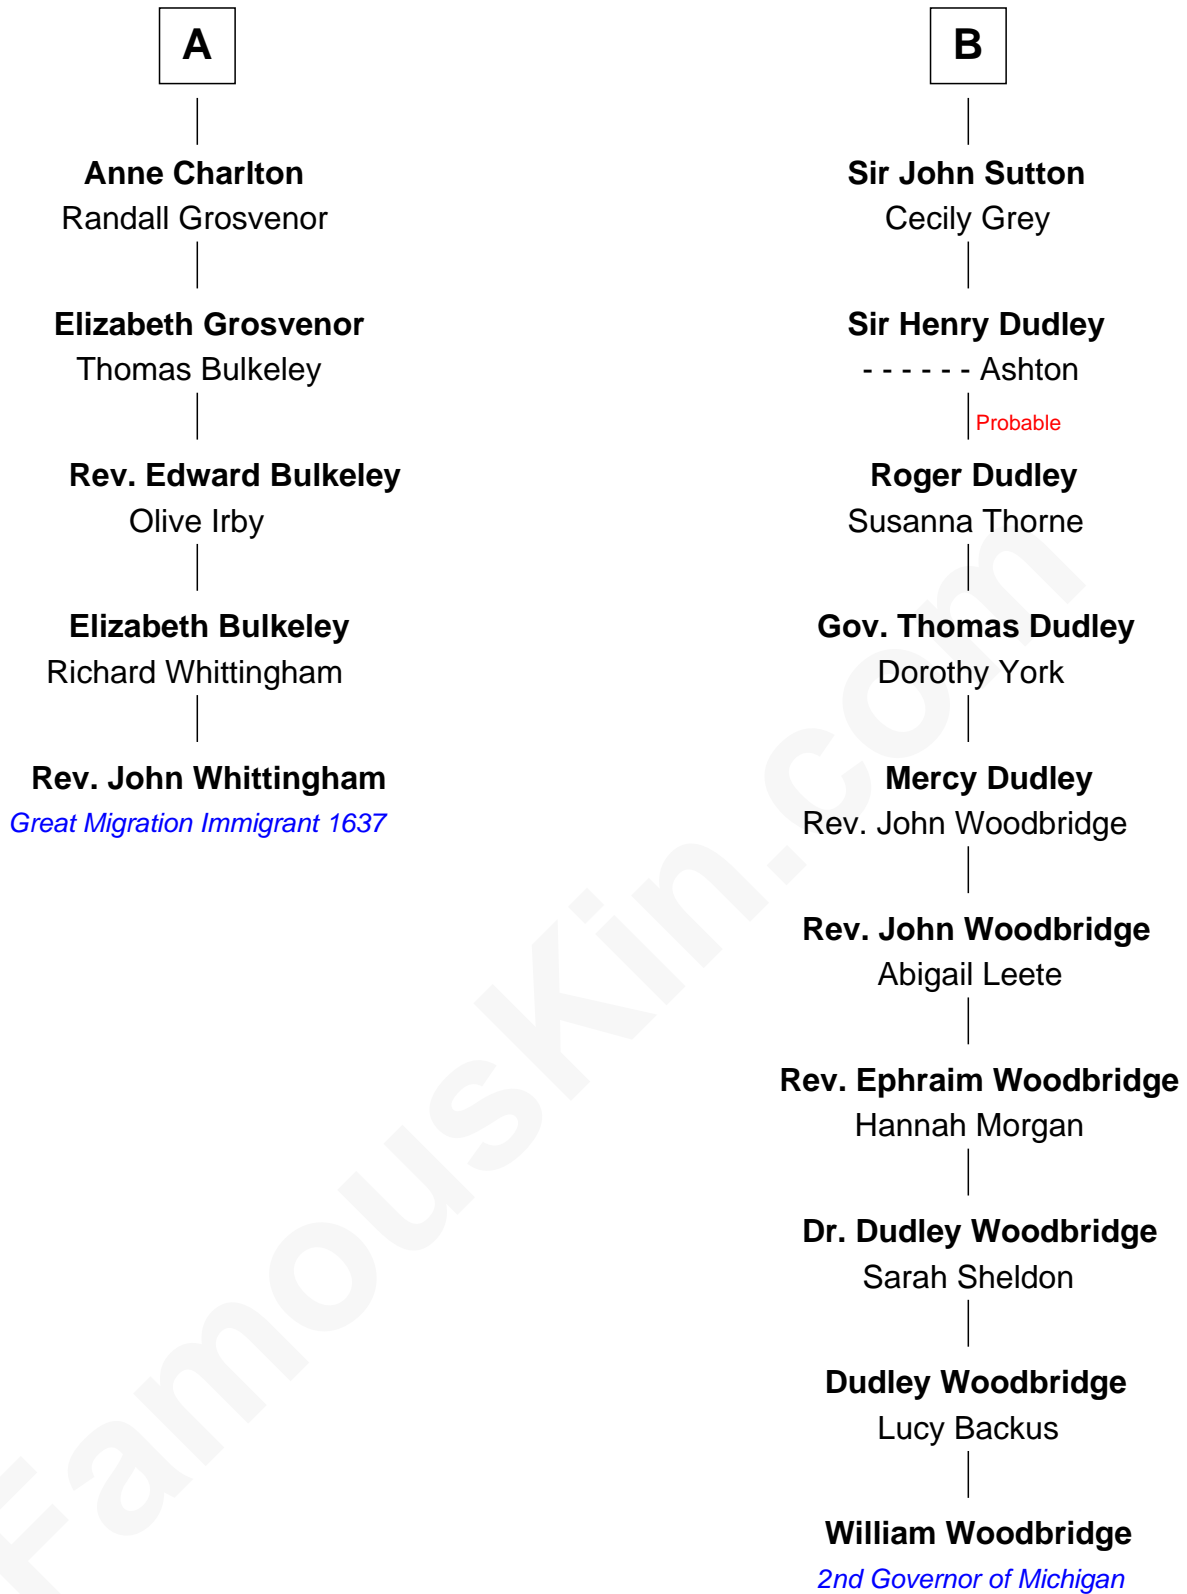 A
Anne Charlton
Randall Grosvenor
Elizabeth Grosvenor
Thomas Bulkeley
Rev. Edward Bulkeley
Olive Irby
Elizabeth Bulkeley
Richard Whittingham
Rev. John Whittingham
Great Migration Immigrant 1637
B
Sir John Sutton
Cecily Grey
Sir Henry Dudley
- - - - - - Ashton
Probable
Roger Dudley
Susanna Thorne
Gov. Thomas Dudley
Dorothy York
Mercy Dudley
Rev. John Woodbridge
Rev. John Woodbridge
Abigail Leete
Rev. Ephraim Woodbridge
Hannah Morgan
Dr. Dudley Woodbridge
Sarah Sheldon
Dudley Woodbridge
Lucy Backus
William Woodbridge
2nd Governor of Michigan
FamousKin.com